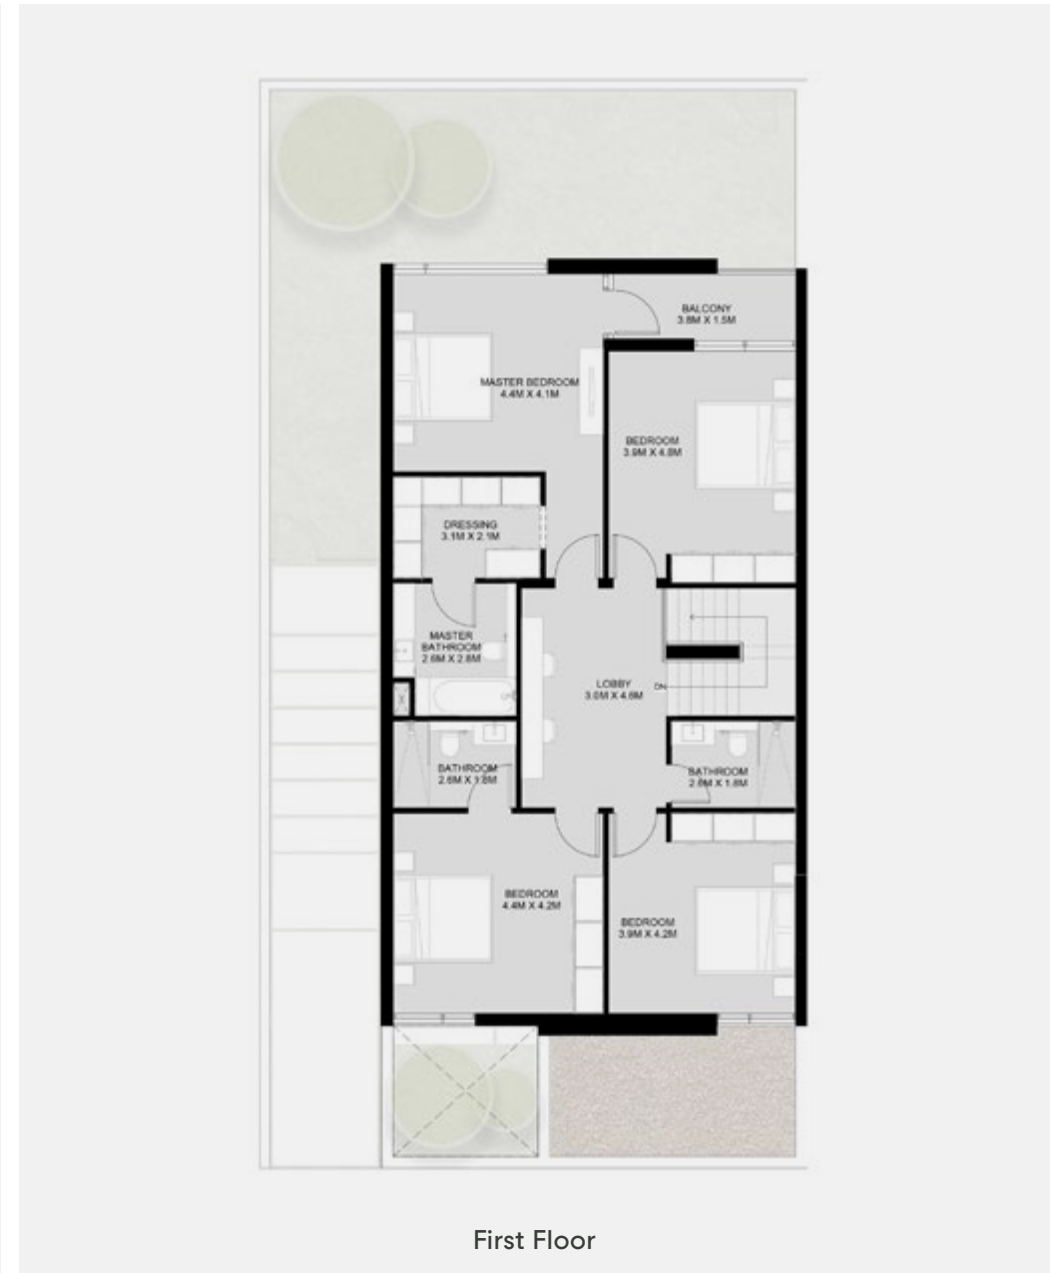 BALCONY
3.8M X 1.5M
MASTER BEDROOM
4.4M X 4.1M
BEDROOM
3.9M X 4.8M
DRESSING
3.1M X 2.1M
MASTER
BATHROOM
2.6M X 2.8M
LOBBY
3.0M X 4.6M
DN
BATHROOM
2.6M X 1.8M
BATHROOM
2.6M X 1.8M
BEDROOM
4.4M X 4.2M
BEDROOM
3.9M X 4.2M
First Floor